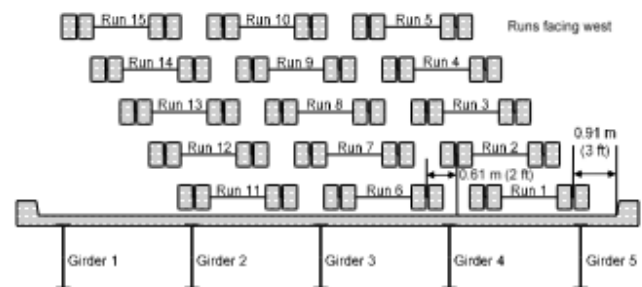 Run 15 Run 10 Run 5 Runs facing west
Run 14 Run 9 Run 4
Run 13 Run 8 Run 3
0.91 m
(3 ft)
Run 12 Run 7 Run 2
0.61 m (2 ft)
Run 11 Run 6 Run 1
Girder 1 Girder 2 Girder 3 Girder 4 Girder 5